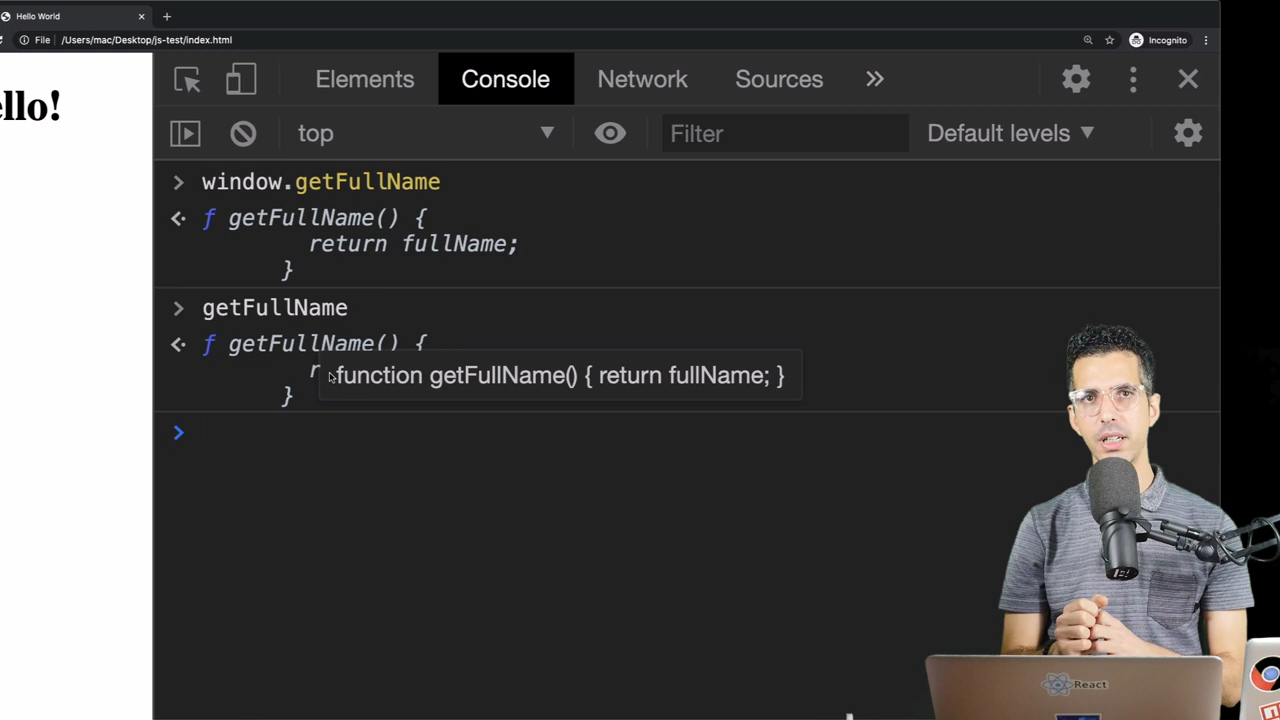 Hello World
File /Users/mac/Desktop/js-test/index.html
Incognito
ello!
Elements Console Network Sources
top Filter Default levels
window.getFullName
ƒ getFullName() {
return fullName;
}
getFullName
ƒ getFullName() {
r
function getFullName() { return fullName; }
}
React